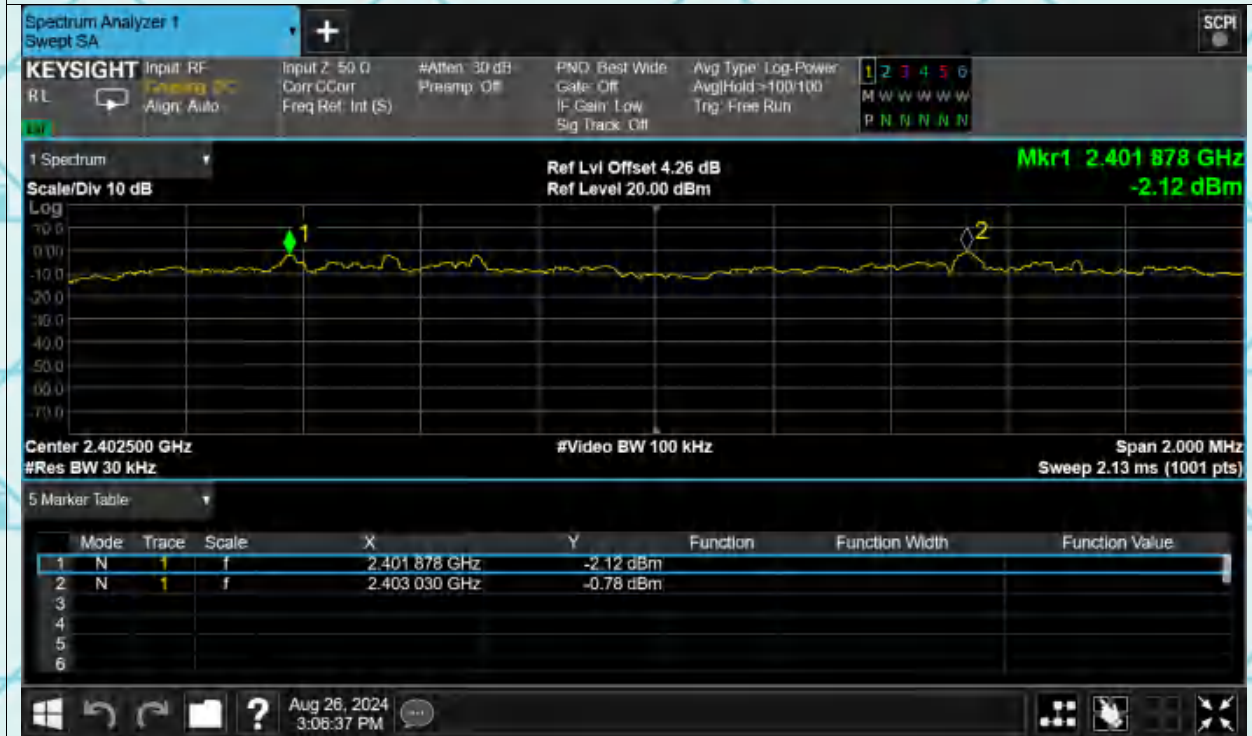 Spectrum Analyzer 1
Swept SA
+
SCPI
KEYSIGHT
RL
Input: RF
Coupling: DC
Align: Auto
Input Z: 50 Ω
Corr CCorr
Freq Ref: Int (S)
#Atten: 30 dB
Preamp: Off
PNO: Best Wide
Gate: Off
IF Gain: Low
Sig Track: Off
Avg Type: Log-Power
Avg|Hold:>100/100
Trig: Free Run
1 2 3 4 5 6
M W W W W W
P N N N N N
1 Spectrum
Scale/Div 10 dB
Ref Lvl Offset 4.26 dB
Ref Level 20.00 dBm
Mkr1 2.401 878 GHz
-2.12 dBm
Log
10.0
0.00
-10.0
-20.0
-30.0
-40.0
-50.0
-60.0
-70.0
1
2
Center 2.402500 GHz
#Res BW 30 kHz
#Video BW 100 kHz
Span 2.000 MHz
Sweep 2.13 ms (1001 pts)
5 Marker Table
Mode Trace Scale X Y Function Function Width Function Value
1 N 1 f 2.401 878 GHz -2.12 dBm
2 N 1 f 2.403 030 GHz -0.78 dBm
3
4
5
6
?
Aug 26, 2024
3:06:37 PM